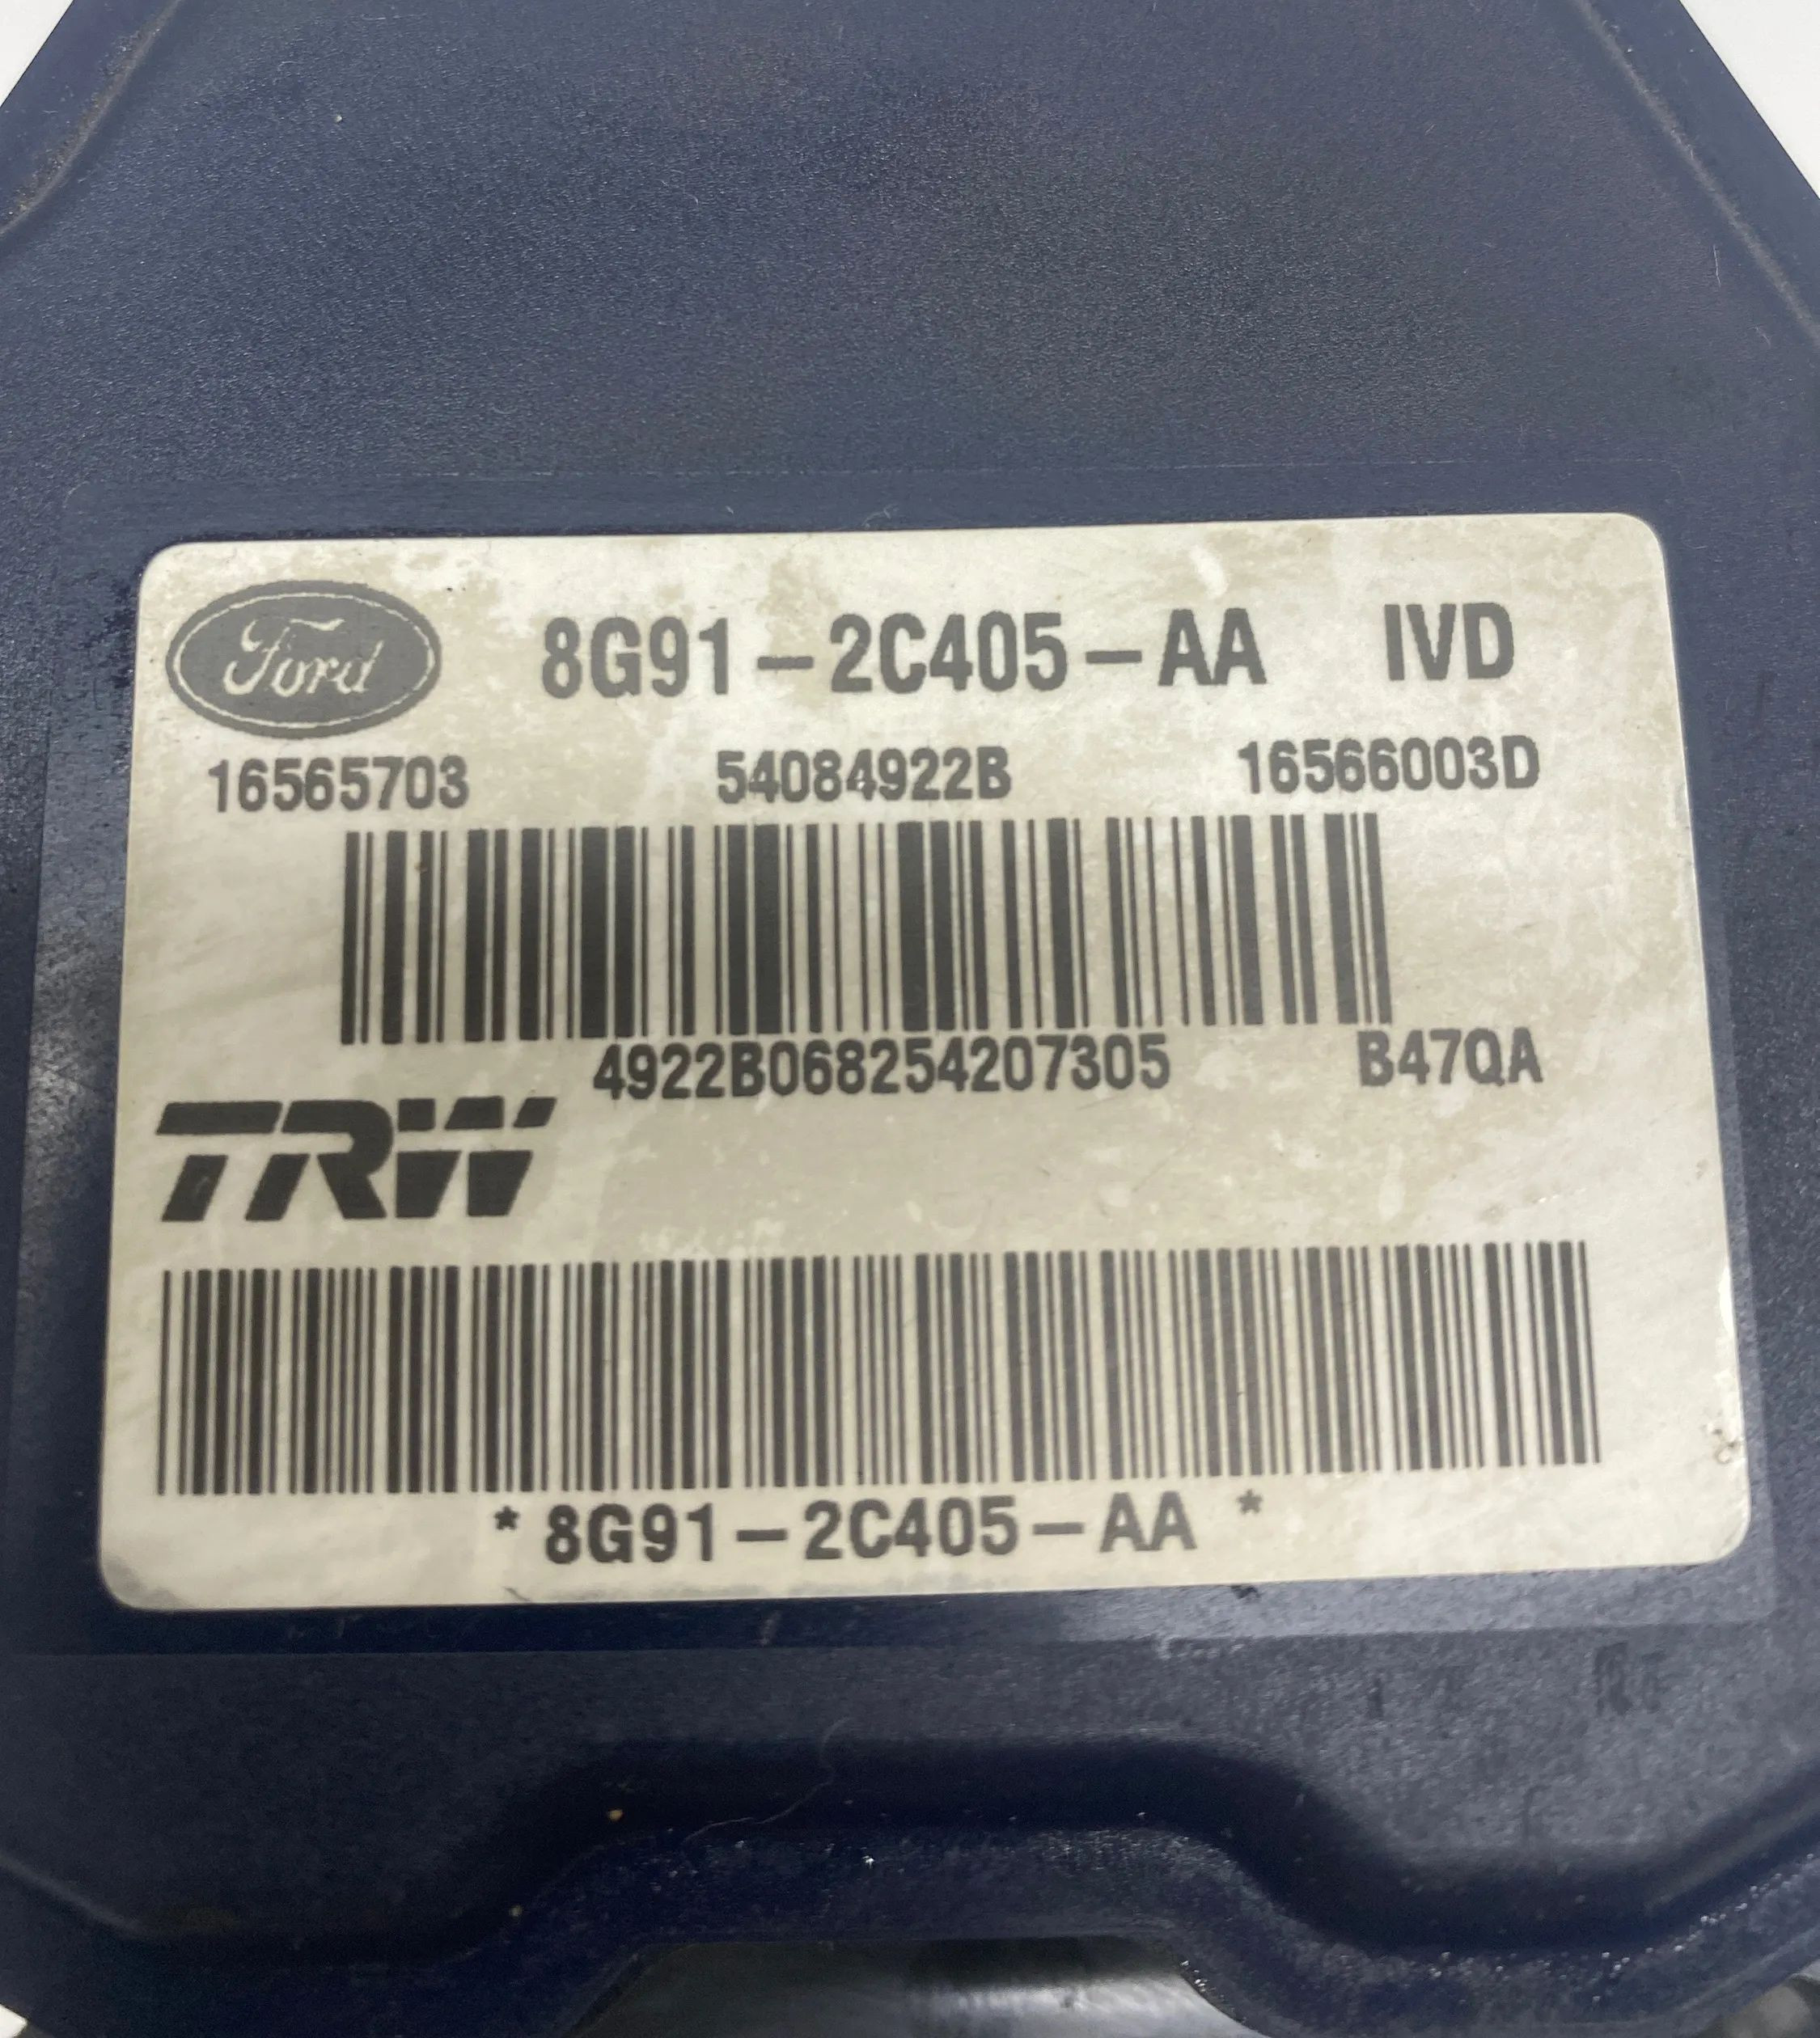 Ford 8G91-2C405-AA IVD
16565703 54084922B 16566003D
4922B068254207305 B47QA
TRW
* 8G91-2C405-AA *